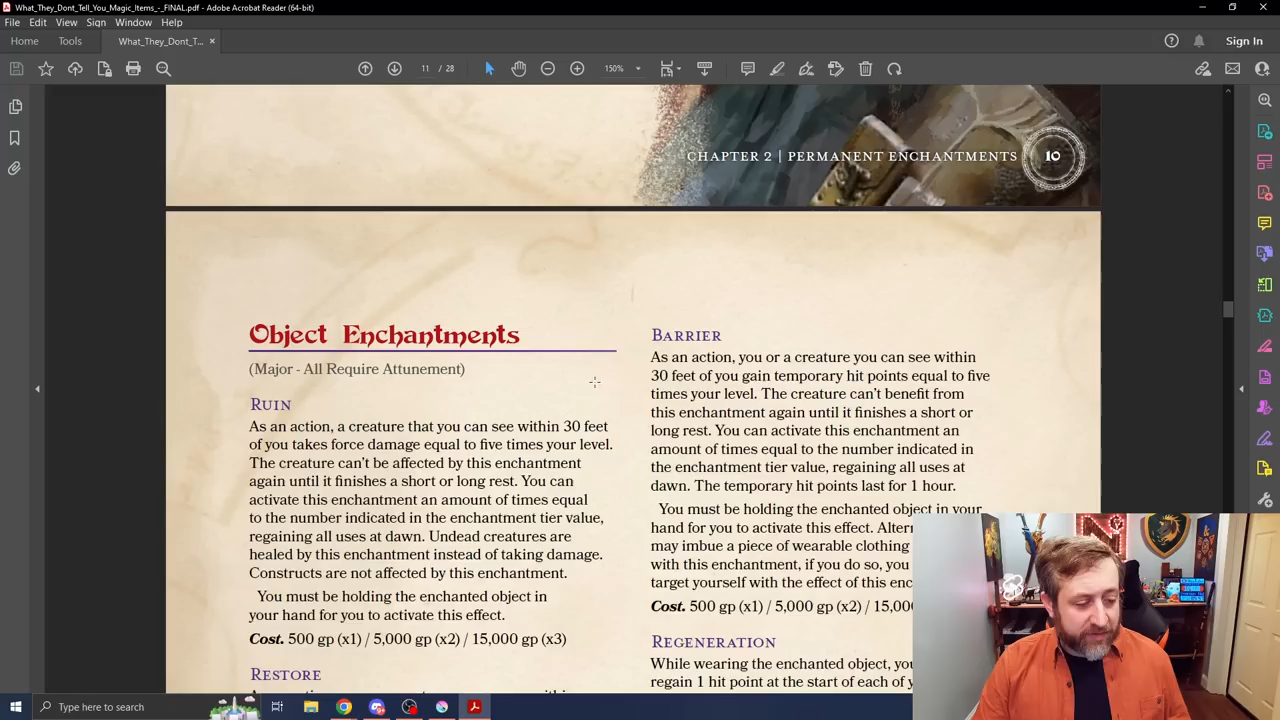 What_They_Dont_Tell_You_Magic_Items_-_FINAL.pdf - Adobe Acrobat Reader (64-bit)
File Edit View Sign Window Help
Home Tools What_They_Dont_T... × Sign In
11 / 28 150%
CHAPTER 2 | PERMANENT ENCHANTMENTS 10
Object Enchantments
(Major - All Require Attunement)
RUIN
As an action, a creature that you can see within 30 feet
of you takes force damage equal to five times your level.
The creature can't be affected by this enchantment
again until it finishes a short or long rest. You can
activate this enchantment an amount of times equal
to the number indicated in the enchantment tier value,
regaining all uses at dawn. Undead creatures are
healed by this enchantment instead of taking damage.
Constructs are not affected by this enchantment.
You must be holding the enchanted object in
your hand for you to activate this effect.
Cost. 500 gp (x1) / 5,000 gp (x2) / 15,000 gp (x3)
RESTORE
BARRIER
As an action, you or a creature you can see within
30 feet of you gain temporary hit points equal to five
times your level. The creature can't benefit from
this enchantment again until it finishes a short or
long rest. You can activate this enchantment an
amount of times equal to the number indicated in
the enchantment tier value, regaining all uses at
dawn. The temporary hit points last for 1 hour.
You must be holding the enchanted object in your
hand for you to activate this effect. Altern
may imbue a piece of wearable clothing
with this enchantment, if you do so, you
target yourself with the effect of this enc
Cost. 500 gp (x1) / 5,000 gp (x2) / 15,00
REGENERATION
While wearing the enchanted object, you
regain 1 hit point at the start of each of y
Type here to search